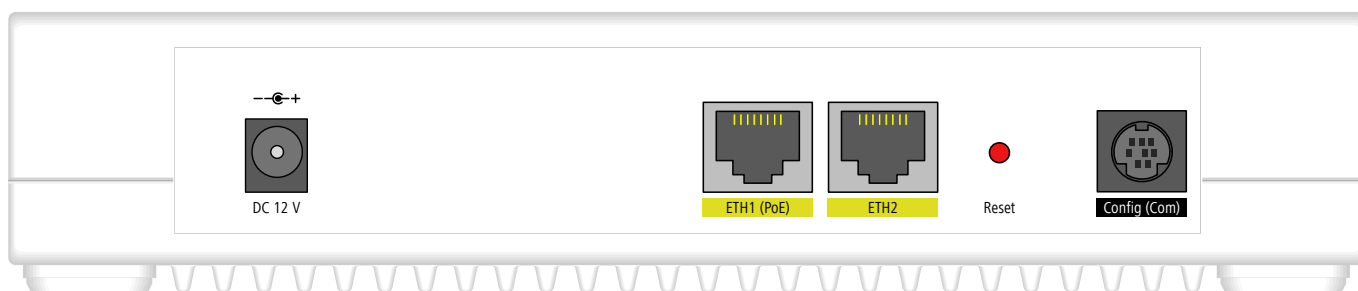 DC 12 V
ETH1 (PoE)
ETH2
Reset
Config (Com)